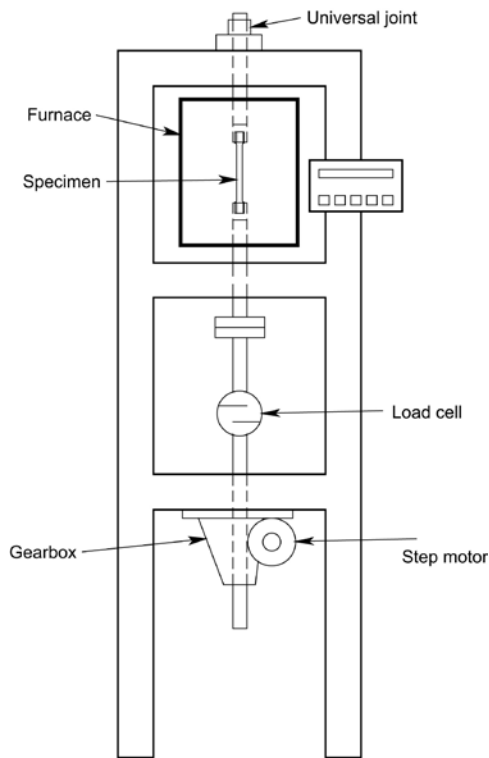 Universal joint
Furnace
Specimen
Load cell
Gearbox
Step motor